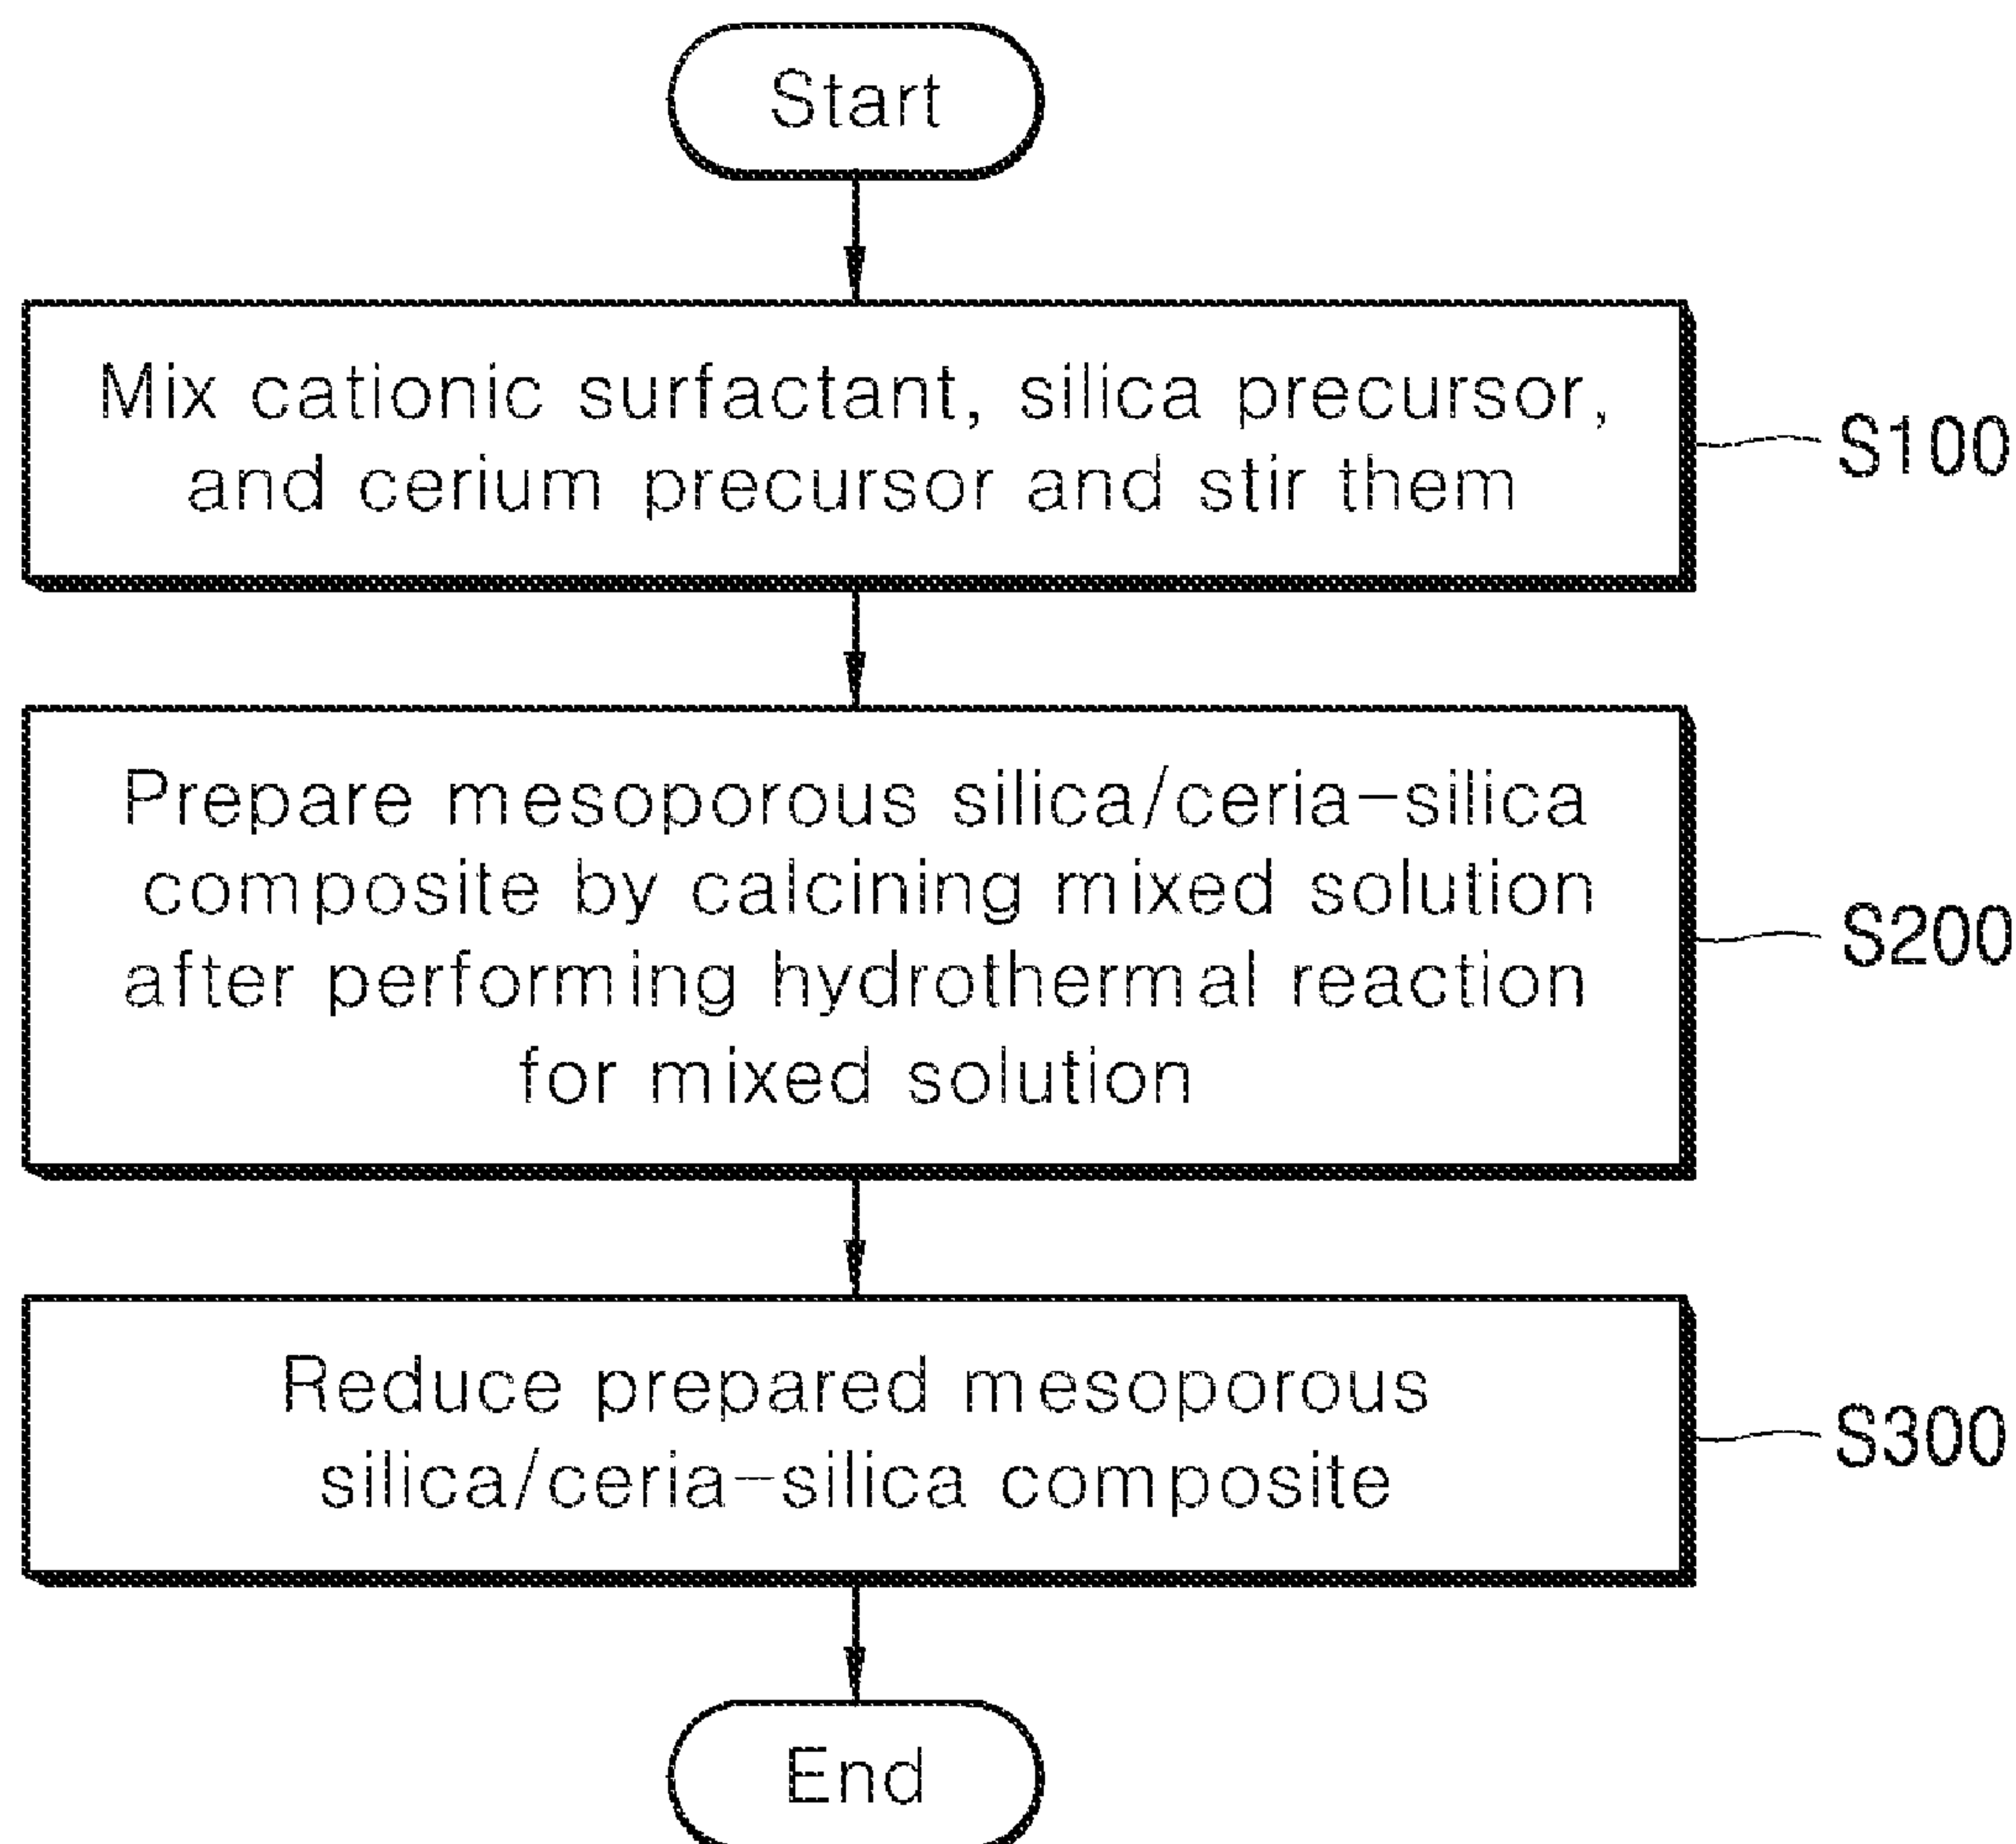 Start
Mix cationic surfactant, silica precursor,
and cerium precursor and stir them
S100
Prepare mesoporous silica/ceria-silica
composite by calcining mixed solution
after performing hydrothermal reaction
for mixed solution
S200
Reduce prepared mesoporous
silica/ceria-silica composite
S300
End